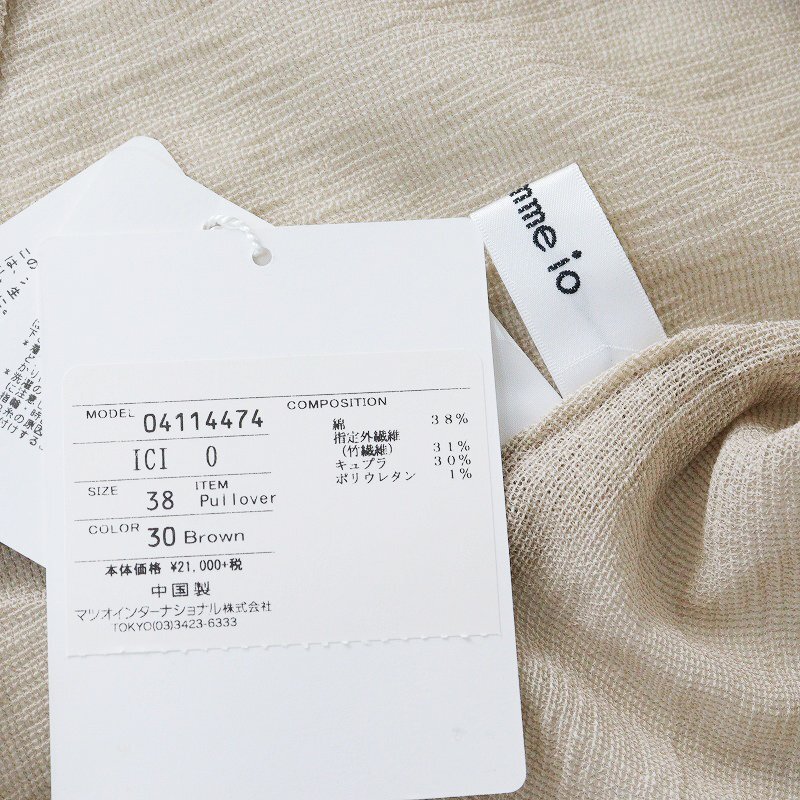 mme io
MODEL 04114474
ICI 0
SIZE 38 ITEM Pullover
COLOR 30 Brown
本体価格 ¥21,000+税
中国製
マツオインターナショナル株式会社
TOKYO(03)3423-6333
COMPOSITION
綿 38%
指定外繊維
(竹繊維) 31%
キュプラ 30%
ポリウレタン 1%